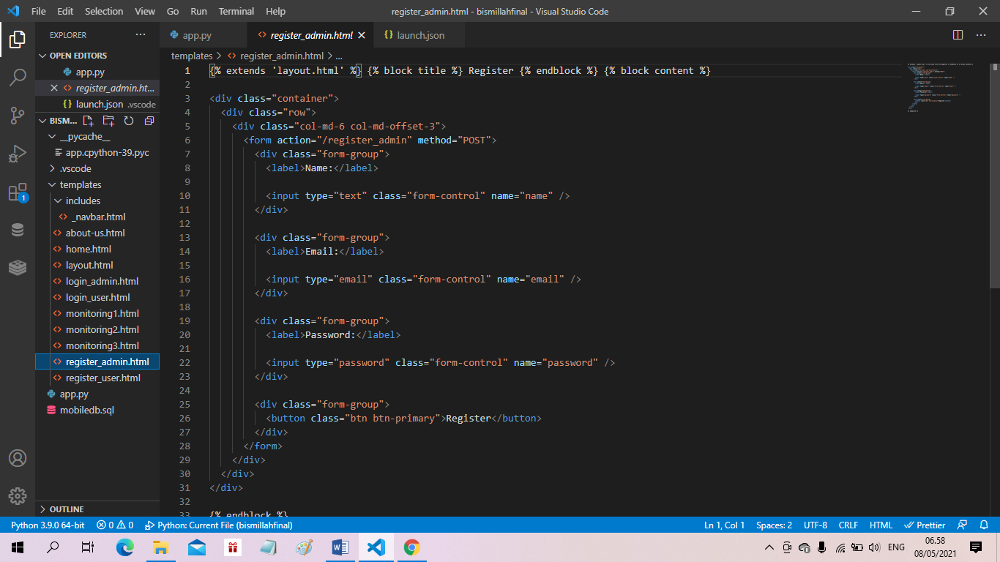 File Edit Selection View Go Run Terminal Help register_admin.html - bismillahfinal - Visual Studio Code
EXPLORER
OPEN EDITORS
app.py
register_admin.ht...
launch.json .vscode
BISM...
__pycache__
app.cpython-39.pyc
.vscode
templates
includes
_navbar.html
about-us.html
home.html
layout.html
login_admin.html
login_user.html
monitoring1.html
monitoring2.html
monitoring3.html
register_admin.html
register_user.html
app.py
mobiledb.sql
OUTLINE
1
app.py register_admin.html launch.json
templates > register_admin.html > ...
1 {% extends 'layout.html' %} {% block title %} Register {% endblock %} {% block content %}
2
3 <div class="container">
4 <div class="row">
5 <div class="col-md-6 col-md-offset-3">
6 <form action="/register_admin" method="POST">
7 <div class="form-group">
8 <label>Name:</label>
9
10 <input type="text" class="form-control" name="name" />
11 </div>
12
13 <div class="form-group">
14 <label>Email:</label>
15
16 <input type="email" class="form-control" name="email" />
17 </div>
18
19 <div class="form-group">
20 <label>Password:</label>
21
22 <input type="password" class="form-control" name="password" />
23 </div>
24
25 <div class="form-group">
26 <button class="btn btn-primary">Register</button>
27 </div>
28 </form>
29 </div>
30 </div>
31 </div>
32
33 {% endblock %}
Python 3.9.0 64-bit 0 0 Python: Current File (bismillahfinal) Ln 1, Col 1 Spaces: 2 UTF-8 CRLF HTML Prettier
ENG
06.58
08/05/2021